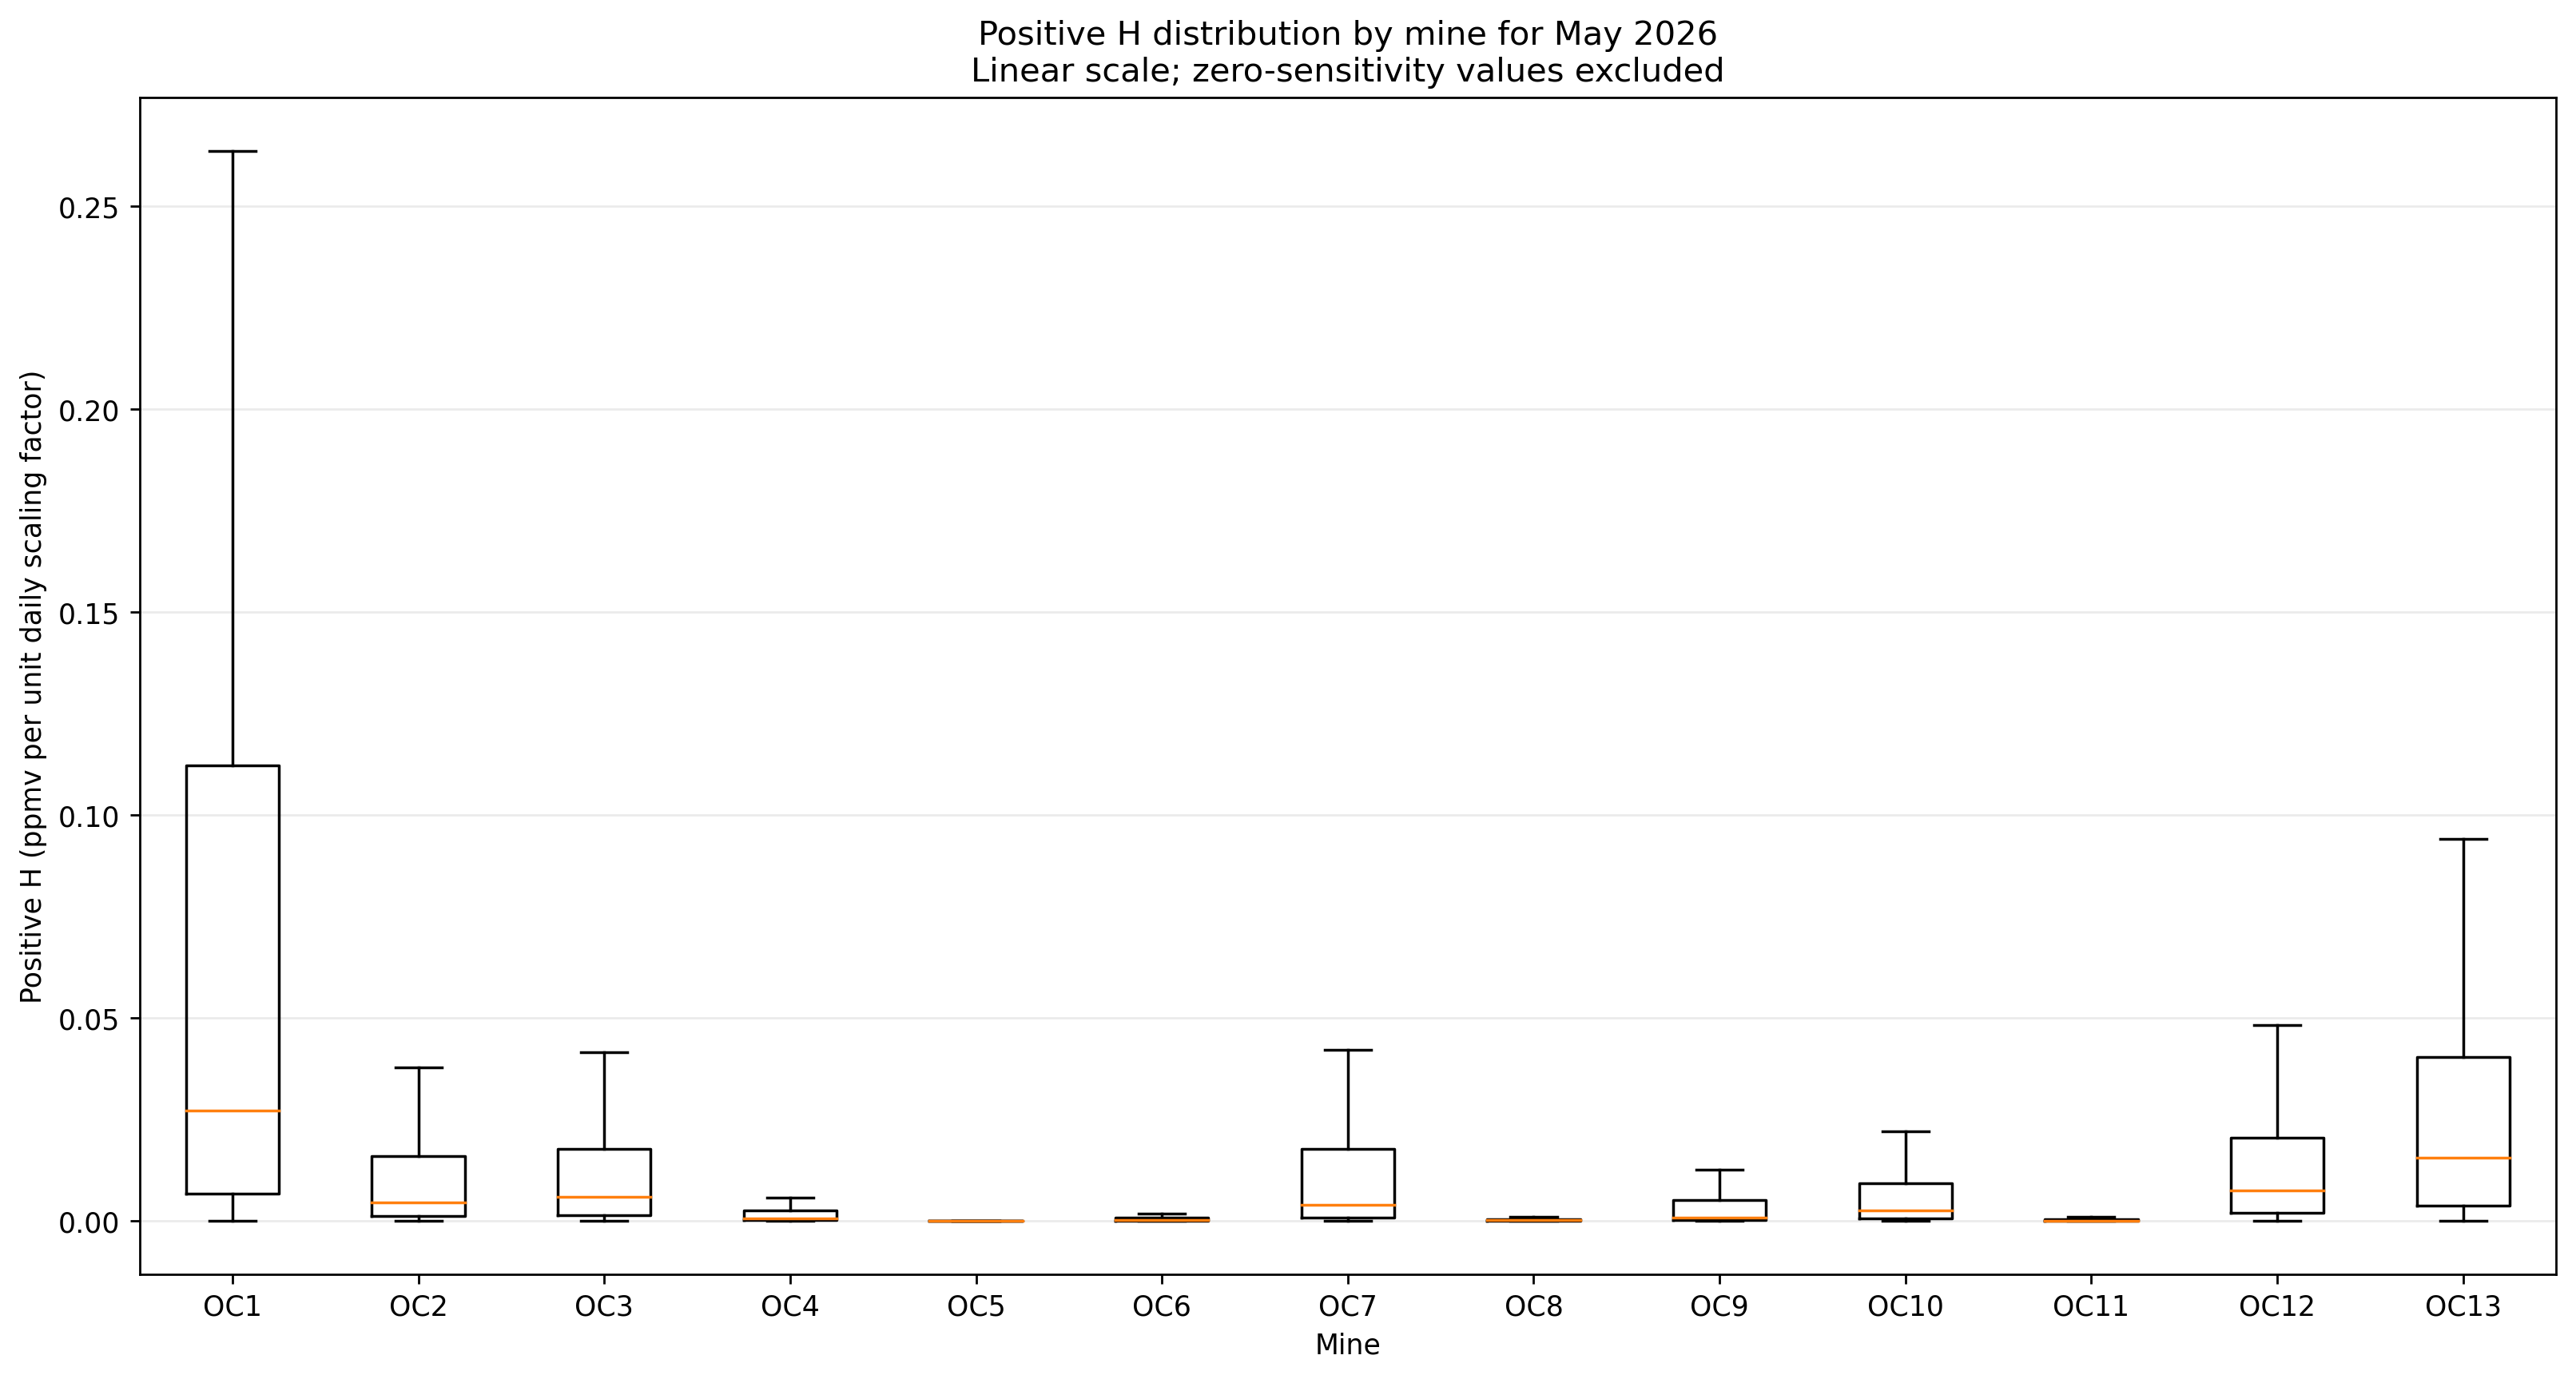 Positive H distribution by mine for May 2026
Linear scale; zero-sensitivity values excluded
Positive H (ppmv per unit daily scaling factor)
0.25
0.20
0.15
0.10
0.05
0.00
OC1 OC2 OC3 OC4 OC5 OC6 OC7 OC8 OC9 OC10 OC11 OC12 OC13
Mine